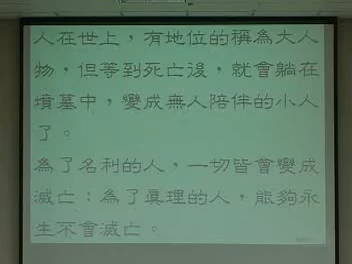 人在世上，有地位的稱為大人
物，但等到死亡後，就會躺在
墳墓中，變成無人陪伴的小人
了。
為了名利的人，一切皆會變成
滅亡；為了真理的人，能夠永
生不會滅亡。